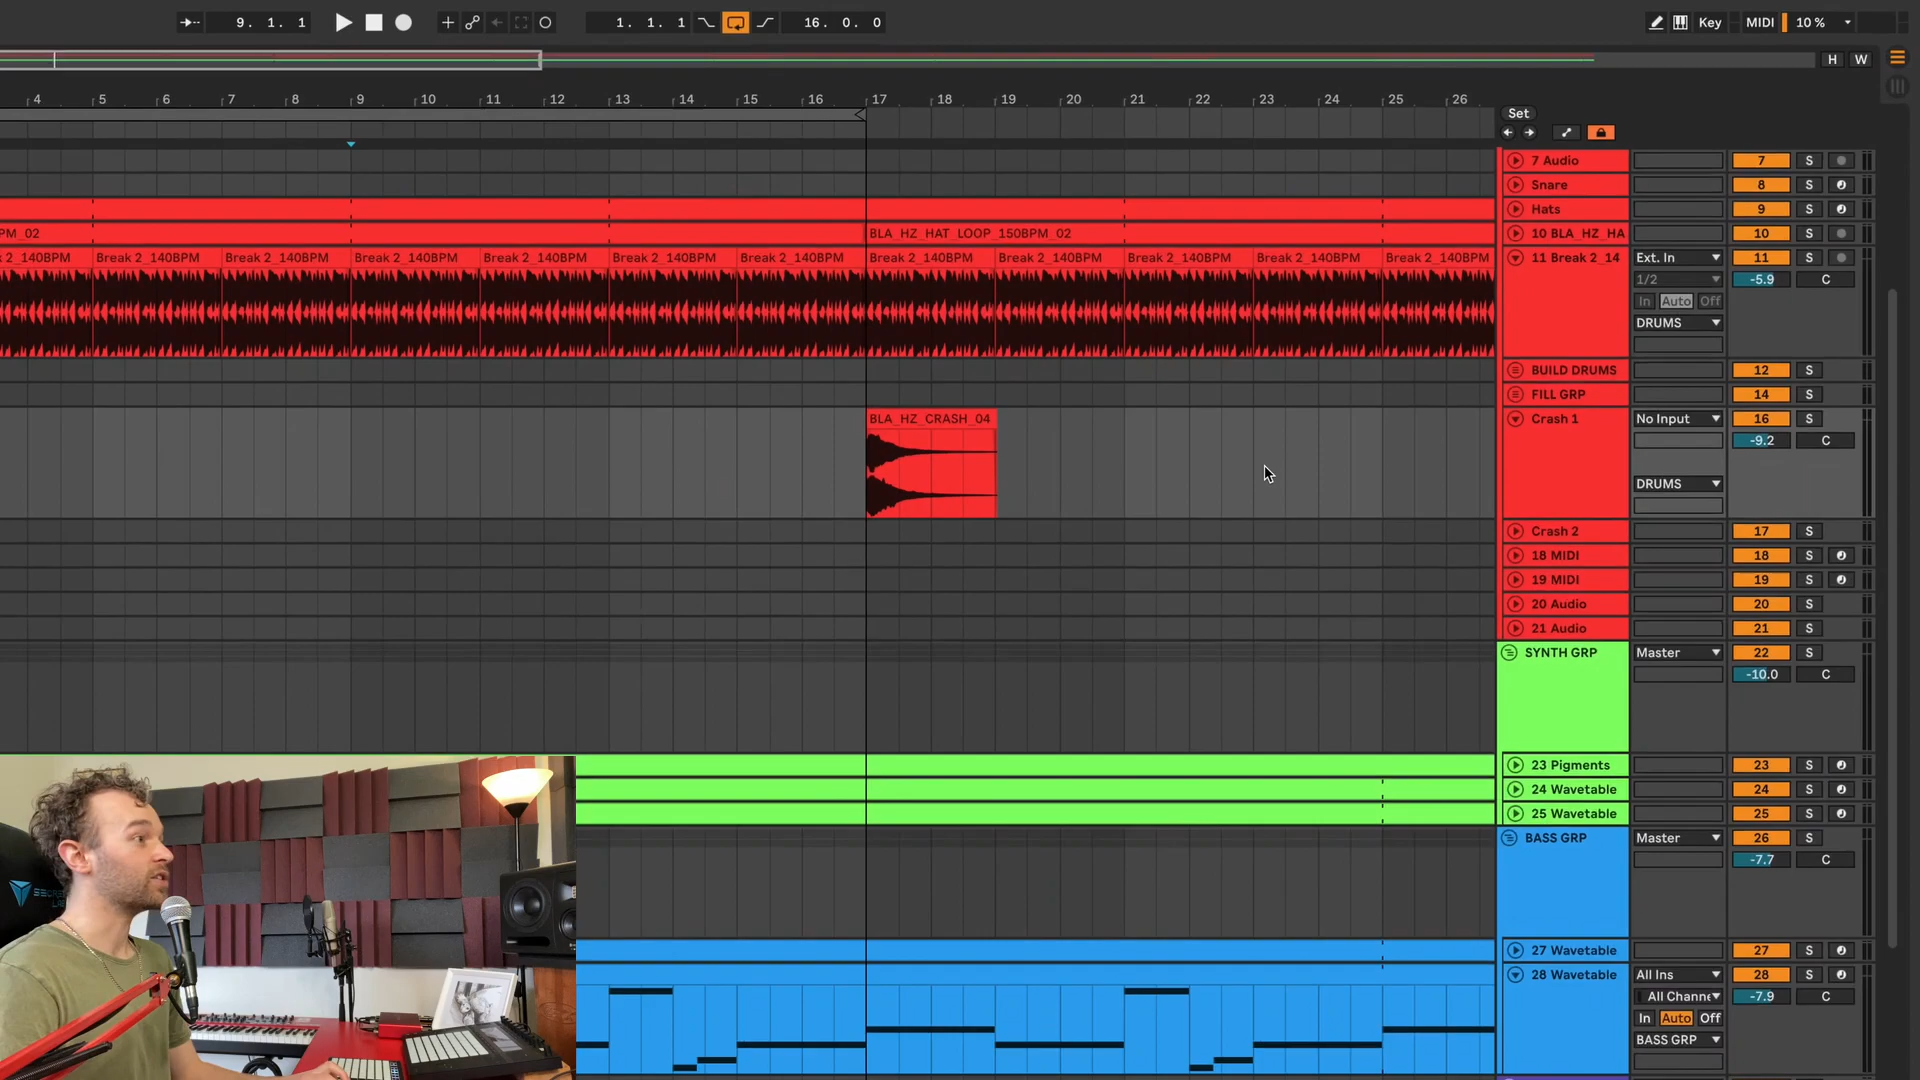 9. 1. 1
1. 1. 1
16. 0. 0
Key
MIDI
10 %
H W
4 5 6 7 8 9 10 11 12 13 14 15 16 17 18 19 20 21 22 23 24 25 26
Set
7 Audio 7 S
Snare 8 S
Hats 9 S
PM_02
BLA_HZ_HAT_LOOP_150BPM_02
10 BLA_HZ_HA 10 S
2_140BPM Break 2_140BPM Break 2_140BPM Break 2_140BPM Break 2_140BPM Break 2_140BPM Break 2_140BPM Break 2_140BPM Break 2_140BPM Break 2_140BPM Break 2_140BPM Break 2_140BPM
11 Break 2_14 Ext. In 11 S
1/2 -5.9 C
In Auto Off
DRUMS
BUILD DRUMS 12 S
FILL GRP 14 S
BLA_HZ_CRASH_04
Crash 1 No Input 16 S
-9.2 C
DRUMS
Crash 2 17 S
18 MIDI 18 S
19 MIDI 19 S
20 Audio 20 S
21 Audio 21 S
SYNTH GRP Master 22 S
-10.0 C
23 Pigments 23 S
24 Wavetable 24 S
25 Wavetable 25 S
BASS GRP Master 26 S
-7.7 C
27 Wavetable 27 S
28 Wavetable All Ins 28 S
All Channe -7.9 C
In Auto Off
BASS GRP